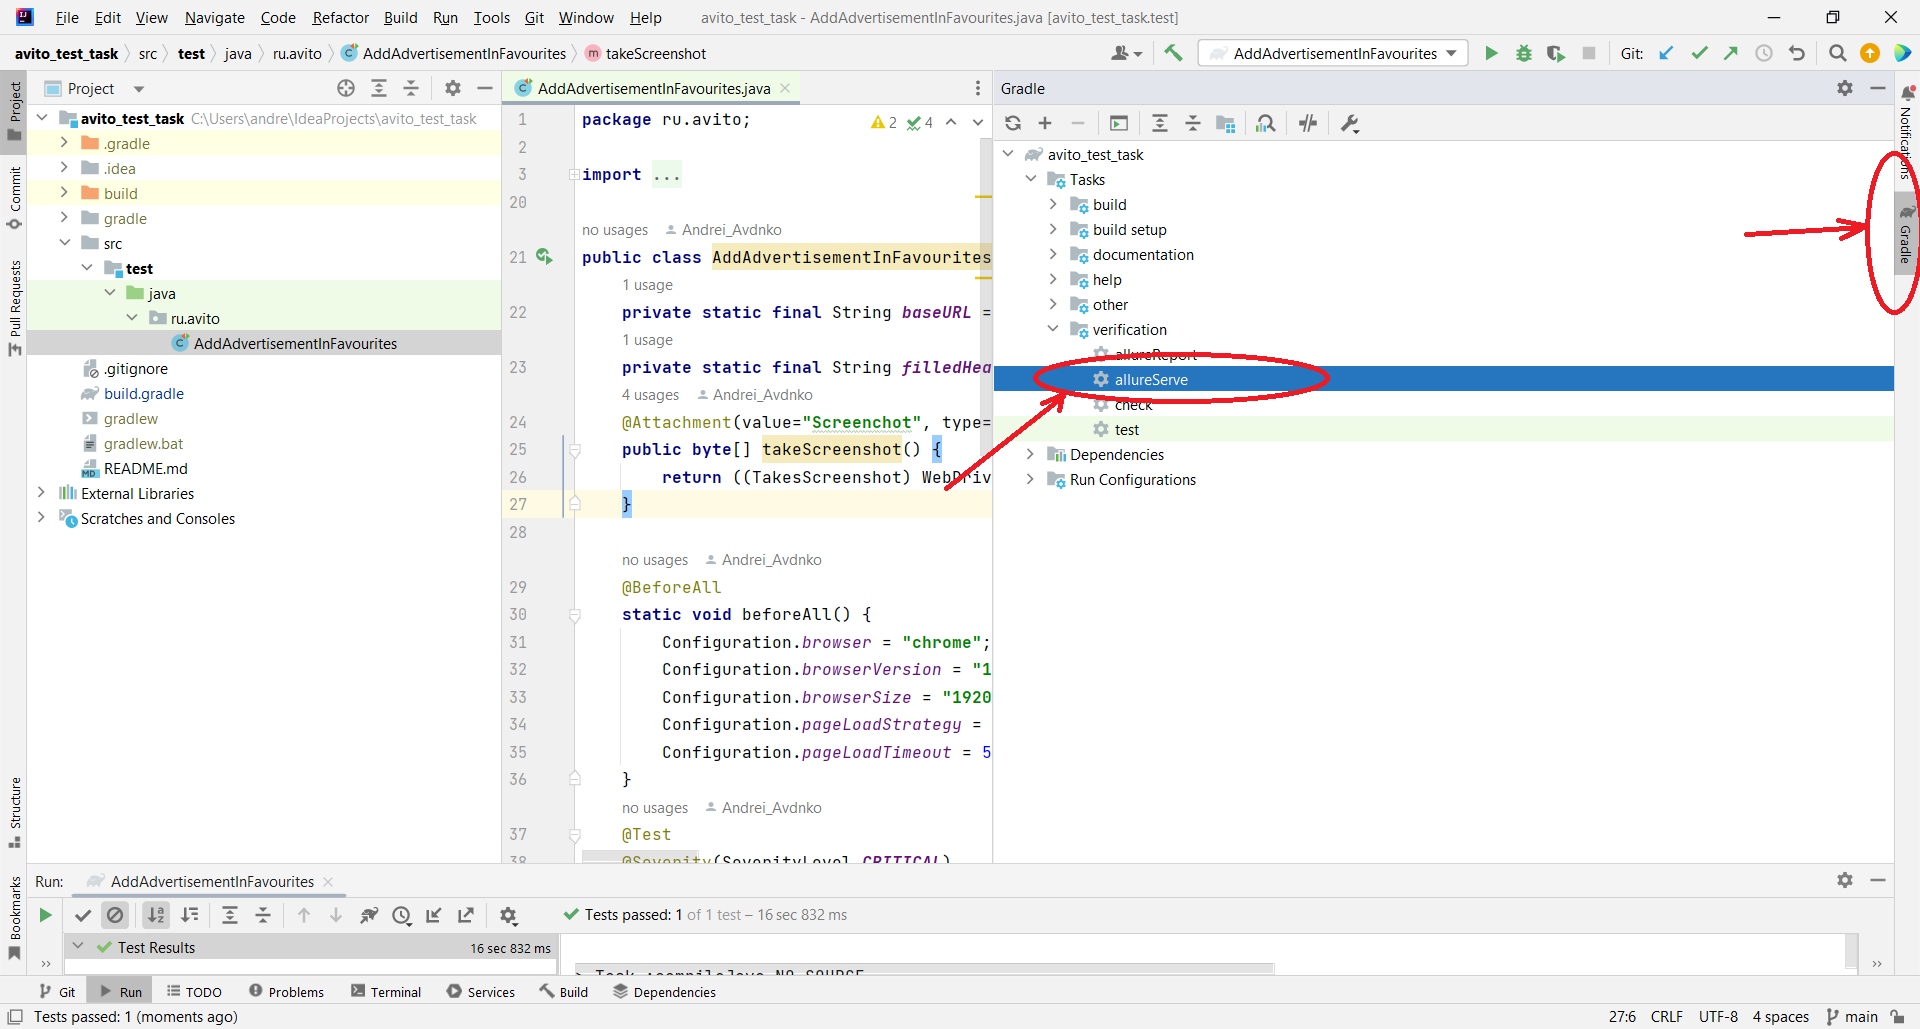 File Edit View Navigate Code Refactor Build Run Tools Git Window Help avito_test_task - AddAdvertisementInFavourites.java [avito_test_task.test]
avito_test_task src test java ru.avito AddAdvertisementInFavourites takeScreenshot
AddAdvertisementInFavourites Git:
Project
Commit
Pull Requests
Structure
Bookmarks
Project
avito_test_task C:\Users\andre\IdeaProjects\avito_test_task
.gradle
.idea
build
gradle
src
test
java
ru.avito
AddAdvertisementInFavourites
.gitignore
build.gradle
gradlew
gradlew.bat
README.md
External Libraries
Scratches and Consoles
AddAdvertisementInFavourites.java
2 4
1 package ru.avito;
2
3 import ...
20
no usages Andrei_Avdnko
21 public class AddAdvertisementInFavourites
1 usage
22 private static final String baseURL =
1 usage
23 private static final String filledHea
4 usages Andrei_Avdnko
24 @Attachment(value="Screenchot", type=
25 public byte[] takeScreenshot() {
26 return ((TakesScreenshot) WebDriv
27 }
28
no usages Andrei_Avdnko
29 @BeforeAll
30 static void beforeAll() {
31 Configuration.browser = "chrome";
32 Configuration.browserVersion = "1
33 Configuration.browserSize = "1920
34 Configuration.pageLoadStrategy =
35 Configuration.pageLoadTimeout = 5
36 }
no usages Andrei_Avdnko
37 @Test
38 @Severity(SeverityLevel.CRITICAL)
Gradle
avito_test_task
Tasks
build
build setup
documentation
help
other
verification
allureReport
allureServe
check
test
Dependencies
Run Configurations
Notifications
Gradle
Run: AddAdvertisementInFavourites
Tests passed: 1 of 1 test – 16 sec 832 ms
Test Results 16 sec 832 ms
> Task :compileJava NO-SOURCE
Git Run TODO Problems Terminal Services Build Dependencies
Tests passed: 1 (moments ago) 27:6 CRLF UTF-8 4 spaces main